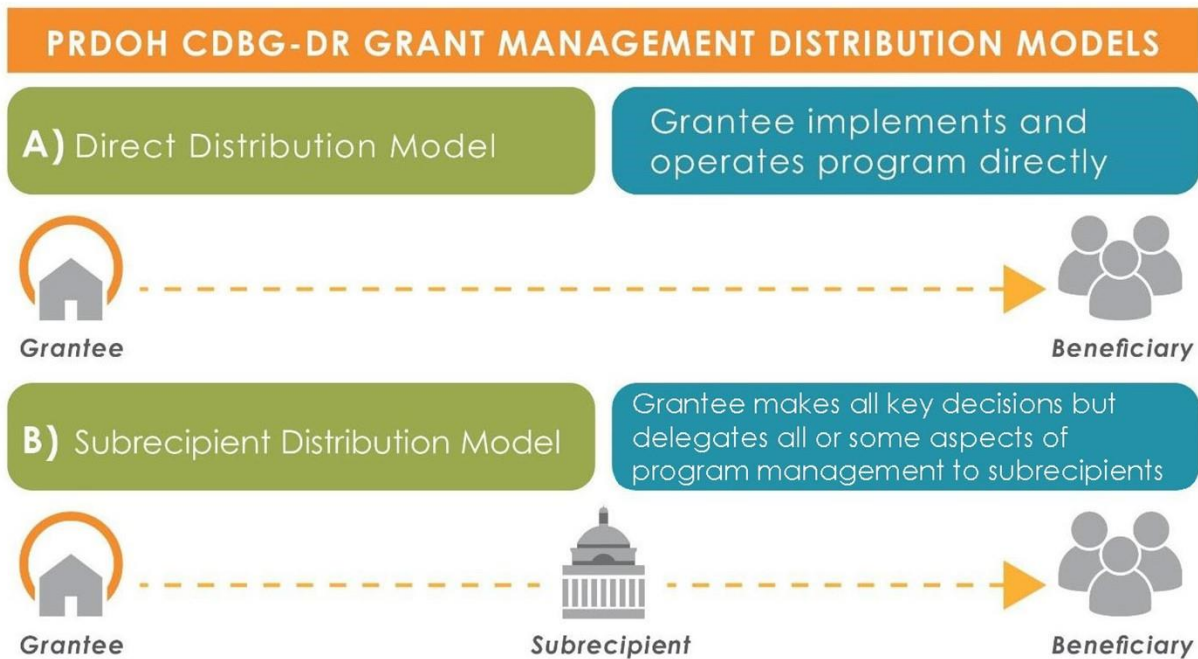 PRDOH CDBG-DR GRANT MANAGEMENT DISTRIBUTION MODELS
A) Direct Distribution Model
Grantee implements and
operates program directly
Grantee
Beneficiary
B) Subrecipient Distribution Model
Grantee makes all key decisions but
delegates all or some aspects of
program management to subrecipients
Grantee
Subrecipient
Beneficiary